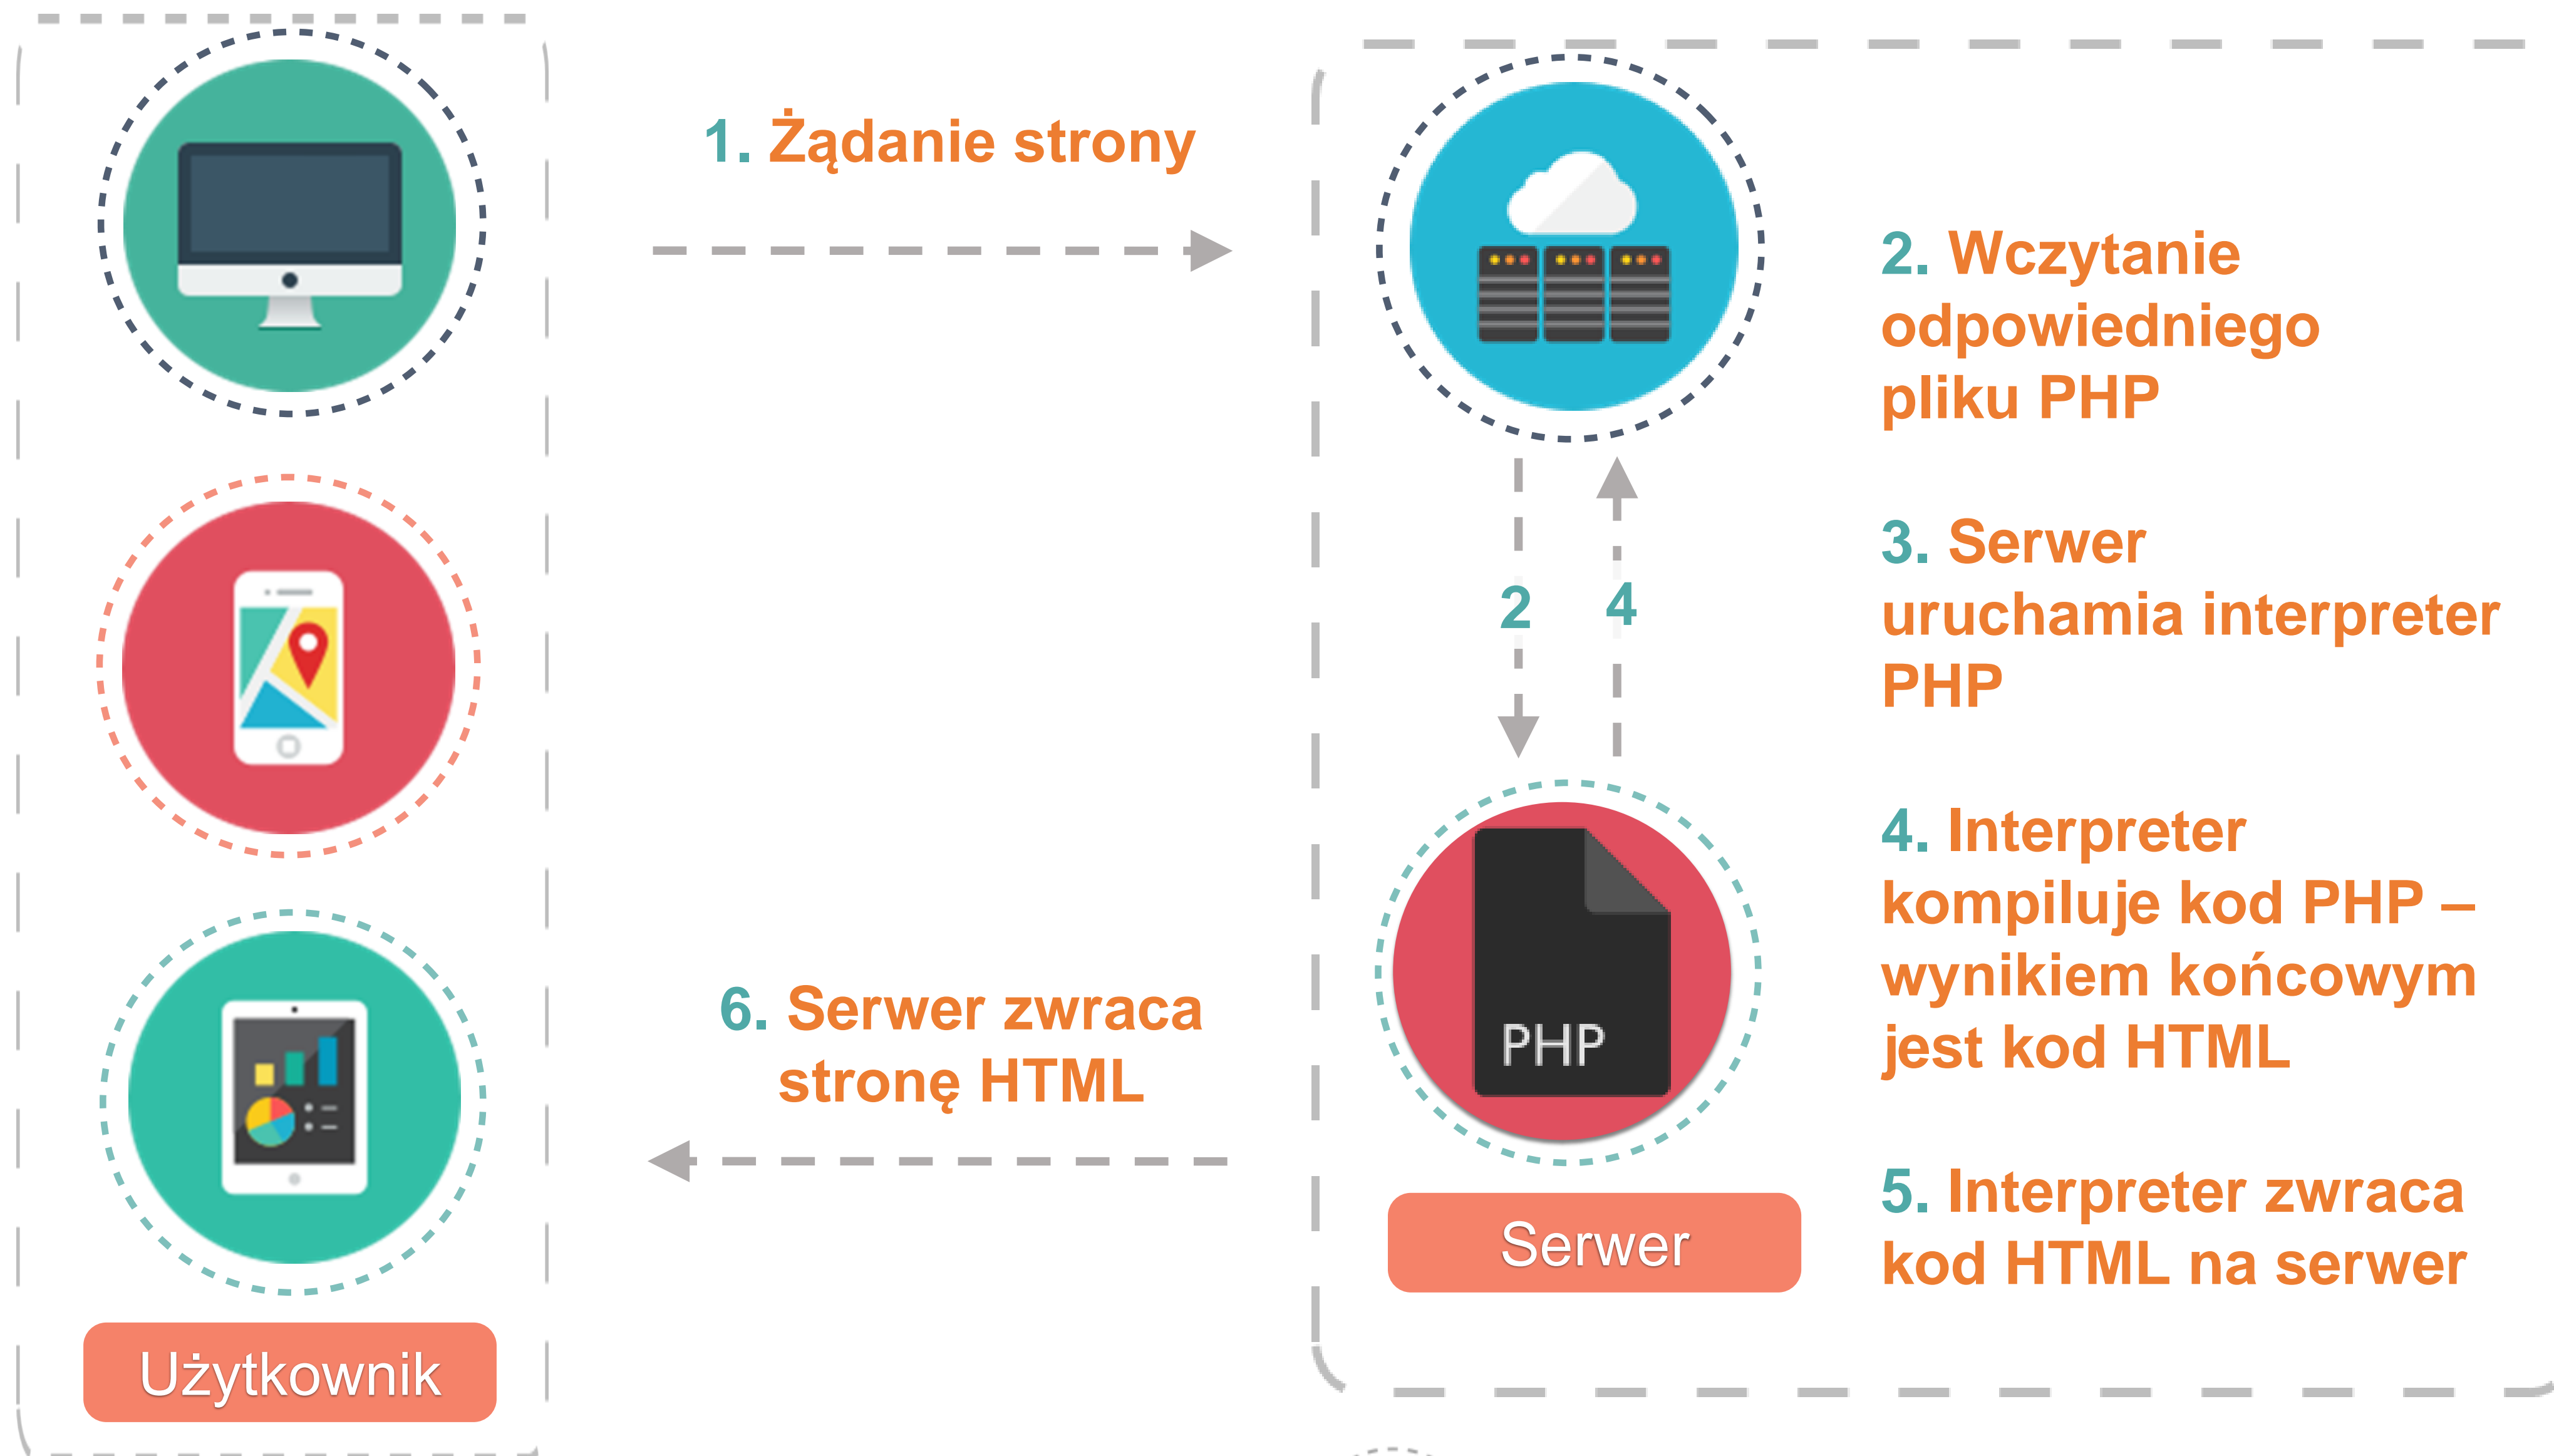 1. Żądanie strony
2. Wczytanie
odpowiedniego
pliku PHP
3. Serwer
uruchamia interpreter
PHP
2
4
4. Interpreter
kompiluje kod PHP –
wynikiem końcowym
jest kod HTML
PHP
6. Serwer zwraca
stronę HTML
5. Interpreter zwraca
kod HTML na serwer
Serwer
Użytkownik